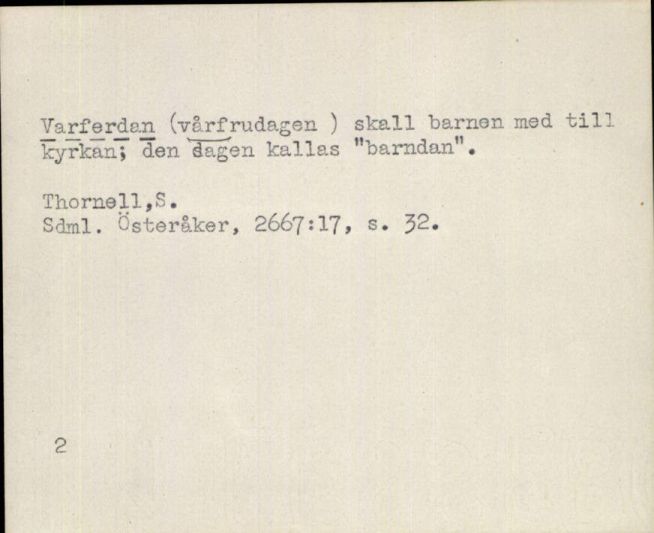 Varferdan (vårfrudagen ) skall barnen med till
kyrkan; den dagen kallas "barndan".
Thornell,S.
Sdml. Österåker, 2667:17, s. 32.
2